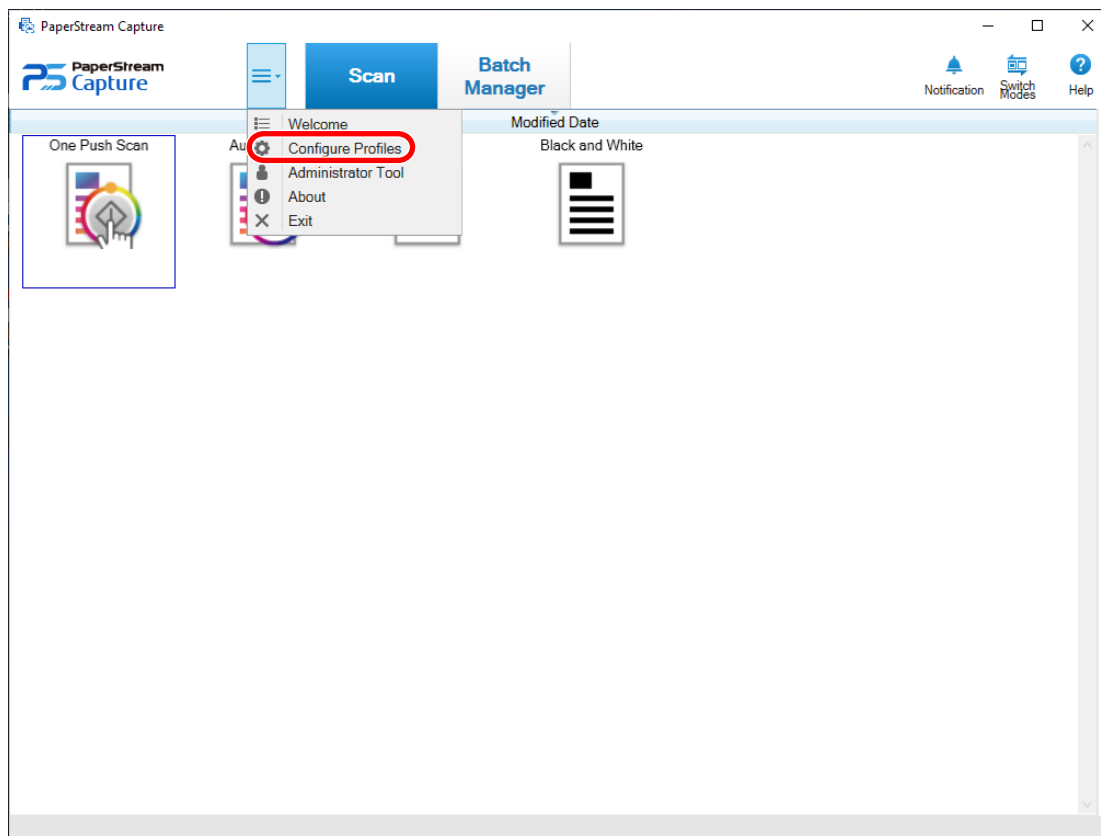 PaperStream Capture
PaperStream
Capture
Scan
Batch
Manager
Notification
Switch
Modes
Help
Modified Date
Welcome
Configure Profiles
Administrator Tool
About
Exit
One Push Scan
Au
Black and White